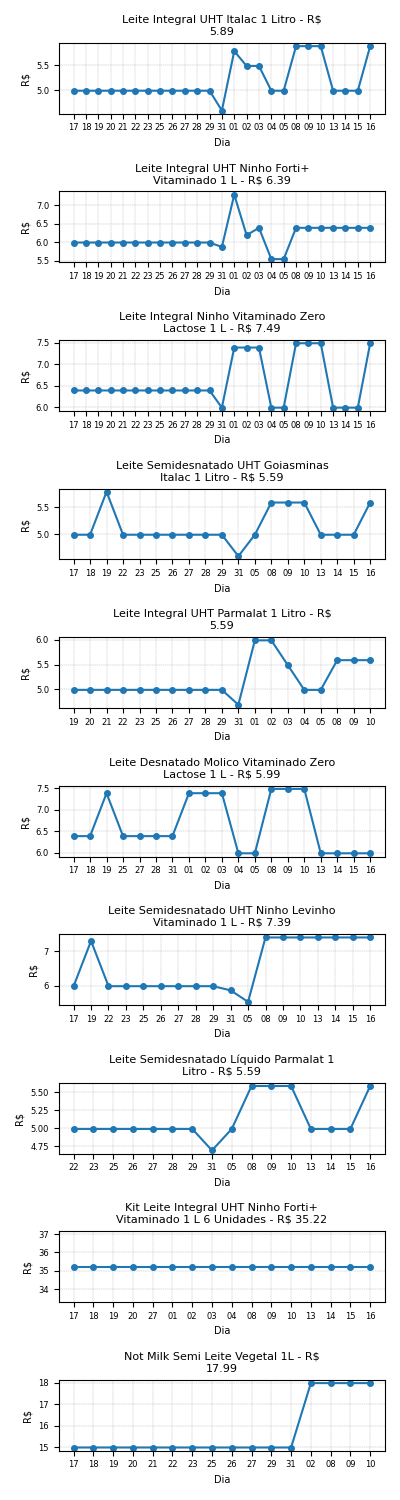 Leite Integral UHT Italac 1 Litro - R$
5.89
R$
5.5
5.0
17 18 19 20 21 22 23 25 26 27 28 29 31 01 02 03 04 05 08 09 10 13 14 15 16
Dia
Leite Integral UHT Ninho Forti+
Vitaminado 1 L - R$ 6.39
R$
7.0
6.5
6.0
5.5
17 18 19 20 21 22 23 25 26 27 28 29 31 01 02 03 04 05 08 09 10 13 14 15 16
Dia
Leite Integral Ninho Vitaminado Zero
Lactose 1 L - R$ 7.49
R$
7.5
7.0
6.5
6.0
17 18 19 20 21 22 23 25 26 27 28 29 31 01 02 03 04 05 08 09 10 13 14 15 16
Dia
Leite Semidesnatado UHT Goiasminas
Italac 1 Litro - R$ 5.59
R$
5.5
5.0
17 18 19 22 23 25 26 27 28 29 31 05 08 09 10 13 14 15 16
Dia
Leite Integral UHT Parmalat 1 Litro - R$
5.59
R$
6.0
5.5
5.0
19 20 21 22 23 25 26 27 28 29 31 01 02 03 04 05 08 09 10
Dia
Leite Desnatado Molico Vitaminado Zero
Lactose 1 L - R$ 5.99
R$
7.5
7.0
6.5
6.0
17 18 19 25 27 28 31 01 02 03 04 05 08 09 10 13 14 15 16
Dia
Leite Semidesnatado UHT Ninho Levinho
Vitaminado 1 L - R$ 7.39
R$
7
6
17 19 22 23 25 26 27 28 29 31 05 08 09 10 13 14 15 16
Dia
Leite Semidesnatado Líquido Parmalat 1
Litro - R$ 5.59
R$
5.50
5.25
5.00
4.75
22 23 25 26 27 28 29 31 05 08 09 10 13 14 15 16
Dia
Kit Leite Integral UHT Ninho Forti+
Vitaminado 1 L 6 Unidades - R$ 35.22
R$
37
36
35
34
17 18 19 20 27 01 02 03 04 08 09 10 13 14 15 16
Dia
Not Milk Semi Leite Vegetal 1L - R$
17.99
R$
18
17
16
15
17 18 19 20 21 22 23 25 26 27 29 31 02 08 09 10
Dia